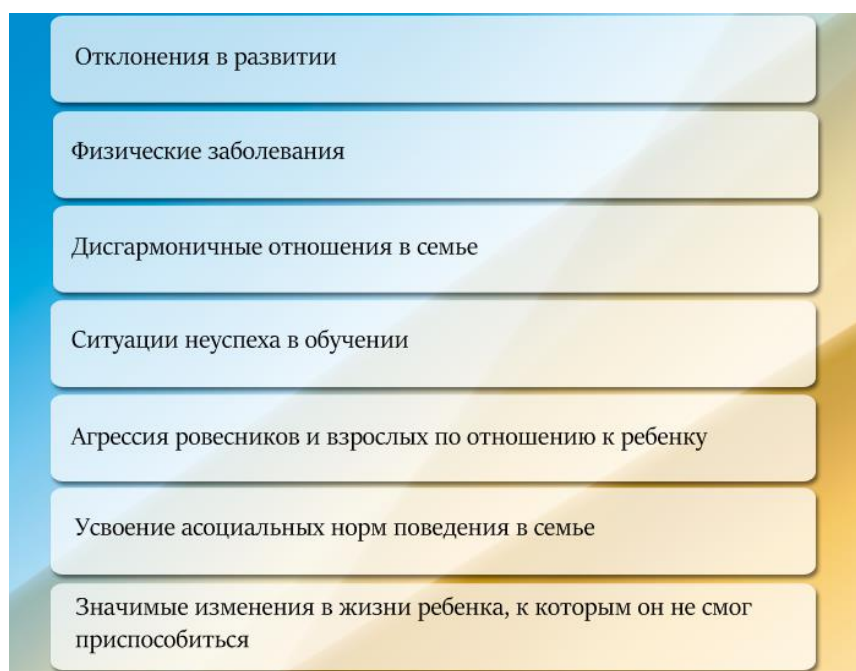 Отклонения в развитии
Физические заболевания
Дисгармоничные отношения в семье
Ситуации неуспеха в обучении
Агрессия ровесников и взрослых по отношению к ребенку
Усвоение асоциальных норм поведения в семье
Значимые изменения в жизни ребенка, к которым он не смог
приспособиться